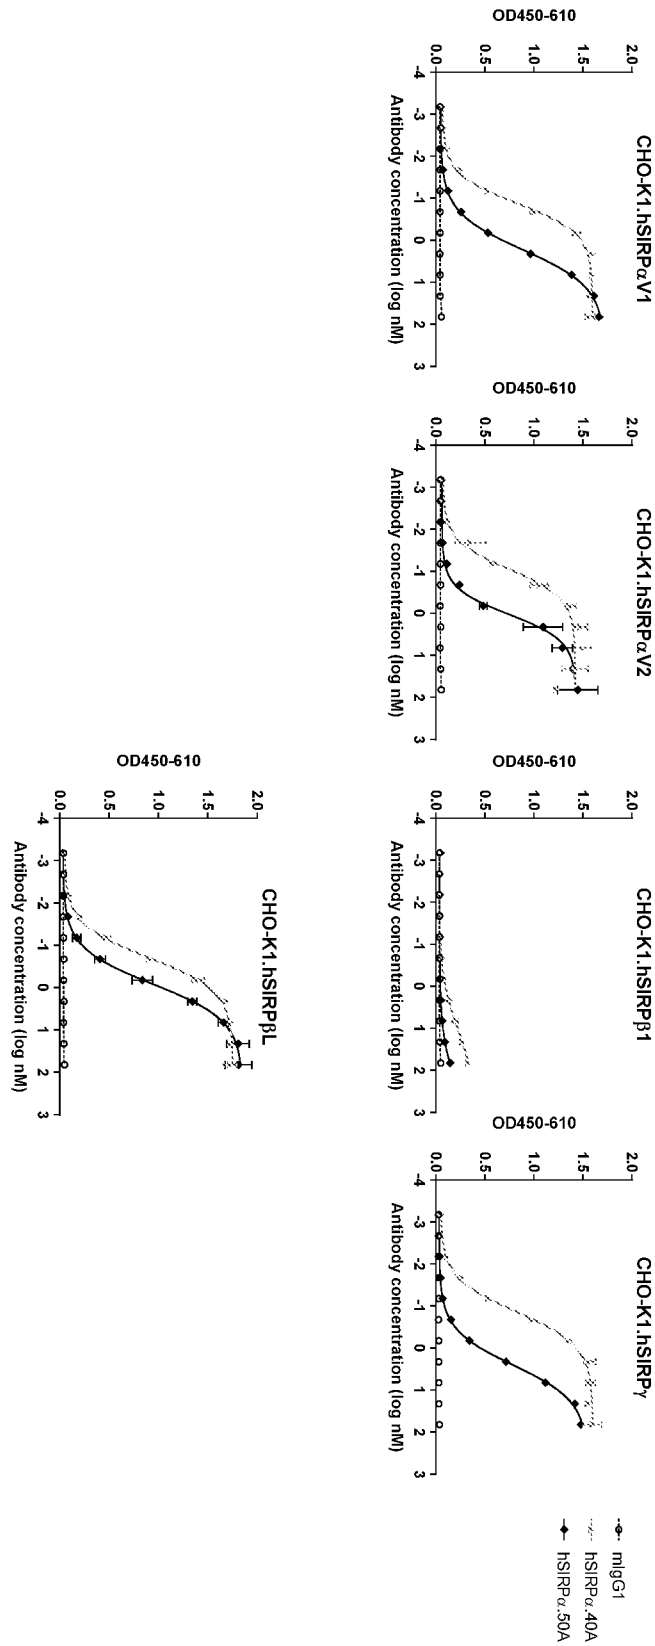 CHO-K1.hSIRPαV1
OD450-610
2.0
1.5
1.0
0.5
0.0
-4 -3 -2 -1 0 1 2 3
Antibody concentration (log nM)
CHO-K1.hSIRPαV2
OD450-610
2.0
1.5
1.0
0.5
0.0
-4 -3 -2 -1 0 1 2 3
Antibody concentration (log nM)
CHO-K1.hSIRPβ1
OD450-610
2.0
1.5
1.0
0.5
0.0
-4 -3 -2 -1 0 1 2 3
Antibody concentration (log nM)
CHO-K1.hSIRPγ
OD450-610
2.0
1.5
1.0
0.5
0.0
-4 -3 -2 -1 0 1 2 3
Antibody concentration (log nM)
mIgG1
hSIRPα.40A
hSIRPα.50A
CHO-K1.hSIRPβL
OD450-610
2.0
1.5
1.0
0.5
0.0
-4 -3 -2 -1 0 1 2 3
Antibody concentration (log nM)